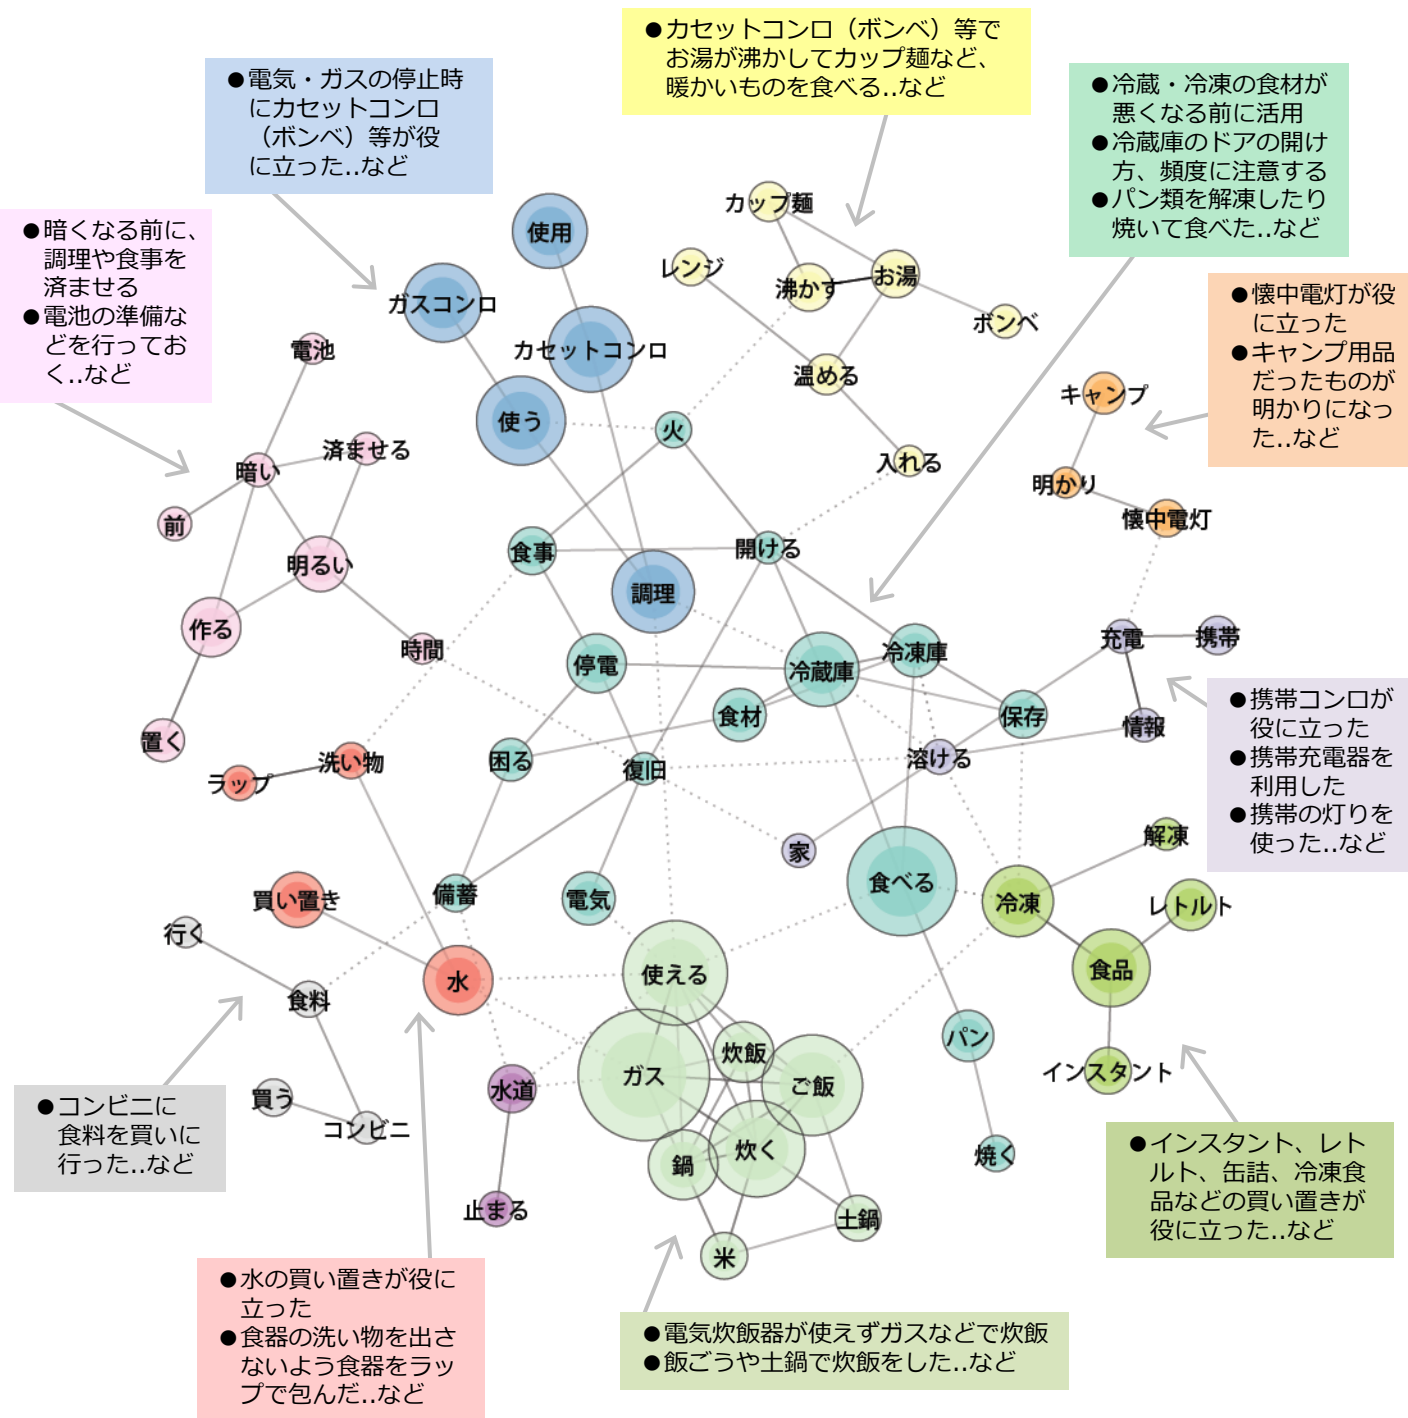 ●カセットコンロ（ボンベ）等で
お湯が沸かしてカップ麺など、
暖かいものを食べる..など
●電気・ガスの停止時
にカセットコンロ
（ボンベ）等が役
に立った..など
●冷蔵・冷凍の食材が
悪くなる前に活用
●冷蔵庫のドアの開け
方、頻度に注意する
●パン類を解凍したり
焼いて食べた..など
●暗くなる前に、
調理や食事を
済ませる
●電池の準備な
どを行ってお
く..など
●懐中電灯が役
に立った
●キャンプ用品
だったものが
明かりになっ
た..など
カップ麺
使用
レンジ
沸かす
お湯
ガスコンロ
ボンベ
電池
カセットコンロ
温める
キャンプ
使う
火
済ませる
暗い
入れる
明かり
前
懐中電灯
食事
開ける
明るい
調理
作る
時間
停電
冷蔵庫
冷凍庫
充電
携帯
食材
保存
情報
置く
洗い物
困る
復旧
溶ける
ラップ
家
解凍
買い置き
備蓄
電気
食べる
冷凍
レトルト
行く
水
使える
食品
食料
パン
炊飯
インスタント
水道
ガス
ご飯
買う
コンビニ
鍋
炊く
焼く
止まる
土鍋
米
●携帯コンロが
役に立った
●携帯充電器を
利用した
●携帯の灯りを
使った..など
●コンビニに
食料を買いに
行った..など
●インスタント、レト
ルト、缶詰、冷凍食
品などの買い置きが
役に立った..など
●水の買い置きが役に
立った
●食器の洗い物を出さ
ないよう食器をラッ
プで包んだ..など
●電気炊飯器が使えずガスなどで炊飯
●飯ごうや土鍋で炊飯をした..など